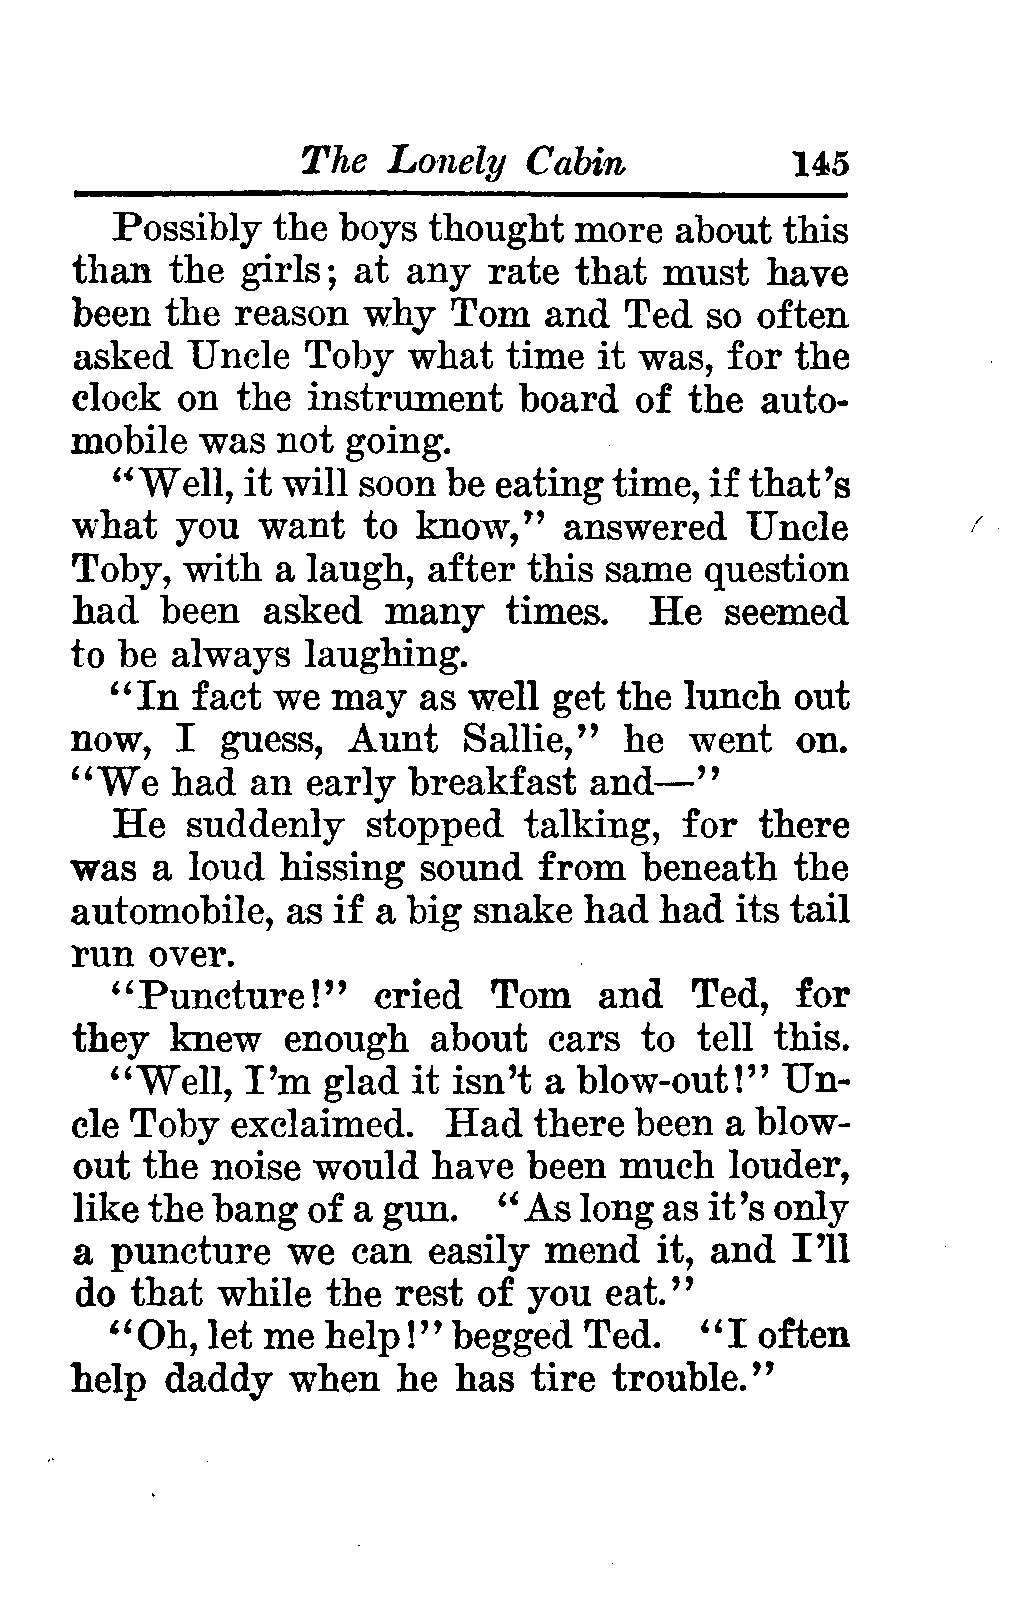 The Lonely Cabin 145
Possibly the boys thought more about this
than the girls; at any rate that must have
been the reason why Tom and Ted so often
asked Uncle Toby what time it was, for the
clock on the instrument board of the auto-
mobile was not going.
“Well, it will soon be eating time, if that’s
what you want to know,” answered Uncle
Toby, with a laugh, after this same question
had been asked many times. He seemed
to be always laughing.
“In fact we may as well get the lunch out
now, I guess, Aunt Sallie,” he went on.
“We had an early breakfast and—”
He suddenly stopped talking, for there
was a loud hissing sound from beneath the
automobile, as if a big snake had had its tail
run over.
“Puncture!” cried Tom and Ted, for
they knew enough about cars to tell this.
“Well, I’m glad it isn’t a blow-out!” Un-
cle Toby exclaimed. Had there been a blow-
out the noise would have been much louder,
like the bang of a gun. “As long as it’s only
a puncture we can easily mend it, and I’ll
do that while the rest of you eat.”
“Oh, let me help!” begged Ted. “I often
help daddy when he has tire trouble.”